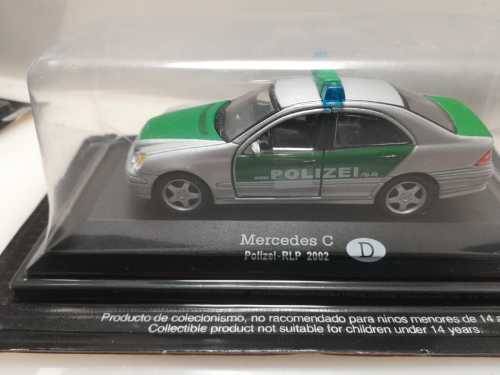 POLIZEI
Mercedes C
D
Polizei-RLP 2002
Producto de colecionismo, no recomendado para ninos menores de 14 a
Collectible product not suitable for children under 14 years.